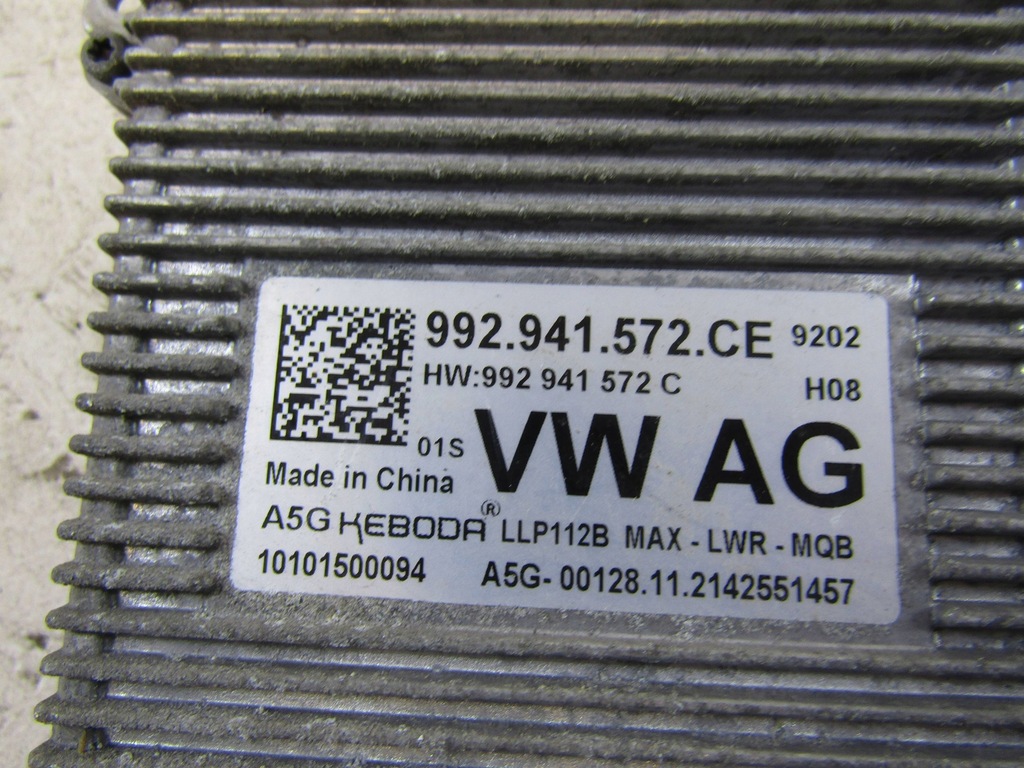 992.941.572.CE 9202
HW:992 941 572 C H08
01S VW AG
Made in China
A5G KEBODA® LLP112B MAX - LWR - MQB
10101500094 A5G- 00128.11.2142551457